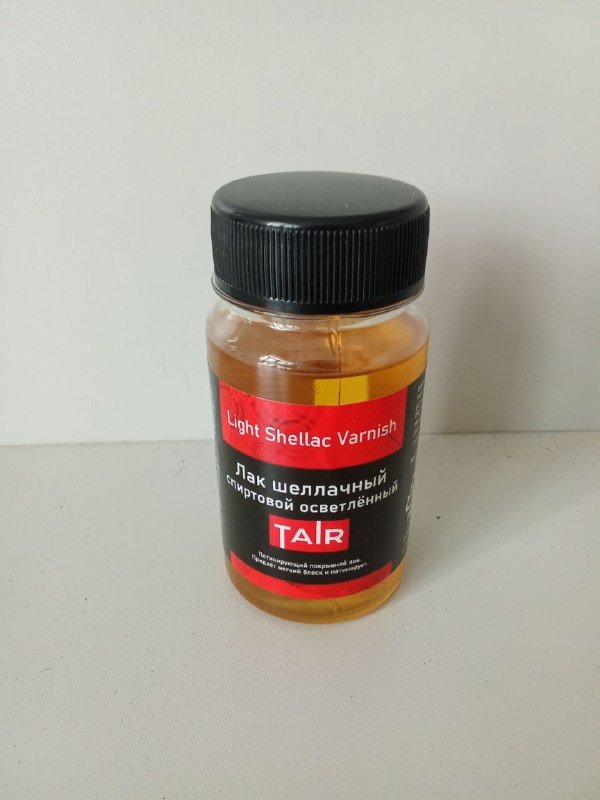 Light Shellac Varnish
Лак шеллачный
спиртовой осветлённый
TAIR
Патинирующий покрывной лак.
Придаёт мягкий блеск и патинирует.